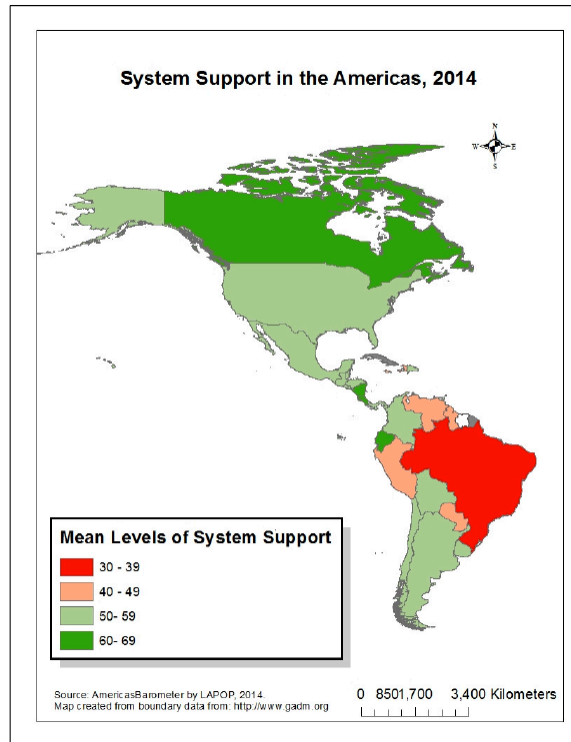 System Support in the Americas, 2014
N
W E
S
Mean Levels of System Support
30 - 39
40 - 49
50- 59
60- 69
Source: AmericasBarometer by LAPOP, 2014.
Map created from boundary data from: http://www.gadm.org
0 8501,700 3,400 Kilometers